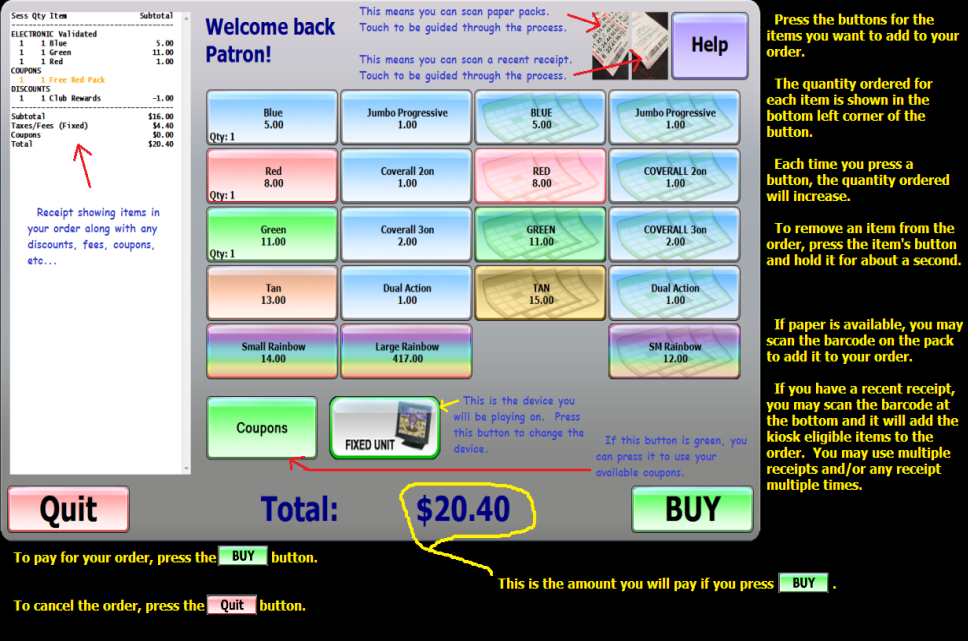 Sess Qty Item Subtotal
ELECTRONIC Validated
1 1 Blue 5.00
1 1 Green 11.00
1 1 Red 1.00
COUPONS
1 1 Free Red Pack
DISCOUNTS
1 1 Club Rewards -1.00
Subtotal $16.00
Taxes/Fees (Fixed) $4.40
Coupons $0.00
Total $20.40
Receipt showing items in
your order along with any
discounts, fees, coupons,
etc...
Welcome back
Patron!
This means you can scan paper packs.
Touch to be guided through the process.
This means you can scan a recent receipt.
Touch to be guided through the process.
Help
Blue
5.00
Qty: 1
Jumbo Progressive
1.00
BLUE
5.00
Jumbo Progressive
1.00
Red
8.00
Qty: 1
Coverall 2on
1.00
RED
8.00
COVERALL 2on
1.00
Green
11.00
Qty: 1
Coverall 3on
2.00
GREEN
11.00
COVERALL 3on
2.00
Tan
13.00
Dual Action
1.00
TAN
15.00
Dual Action
1.00
Small Rainbow
14.00
Large Rainbow
417.00
SM Rainbow
12.00
Coupons
FIXED UNIT
This is the device you
will be playing on. Press
this button to change the
device.
If this button is green, you
can press it to use your
available coupons.
Quit
Total:
$20.40
BUY
To pay for your order, press the BUY button.
This is the amount you will pay if you press BUY .
To cancel the order, press the Quit button.
Press the buttons for the
items you want to add to your
order.
The quantity ordered for
each item is shown in the
bottom left corner of the
button.
Each time you press a
button, the quantity ordered
will increase.
To remove an item from the
order, press the item's button
and hold it for about a second.
If paper is available, you may
scan the barcode on the pack
to add it to your order.
If you have a recent receipt,
you may scan the barcode at
the bottom and it will add the
kiosk eligible items to the
order. You may use multiple
receipts and/or any receipt
multiple times.